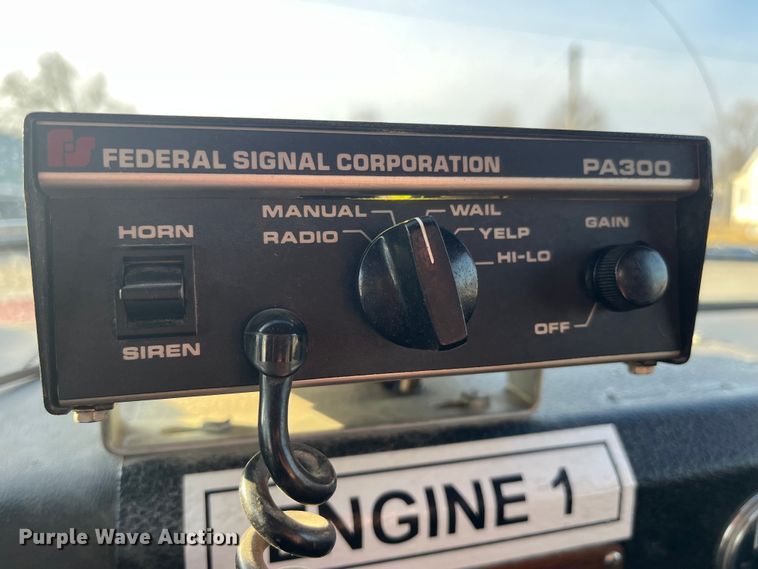 FS FEDERAL SIGNAL CORPORATION PA300
MANUAL WAIL
RADIO YELP
HI-LO
HORN
SIREN
GAIN
OFF
ENGINE 1
Purple Wave Auction